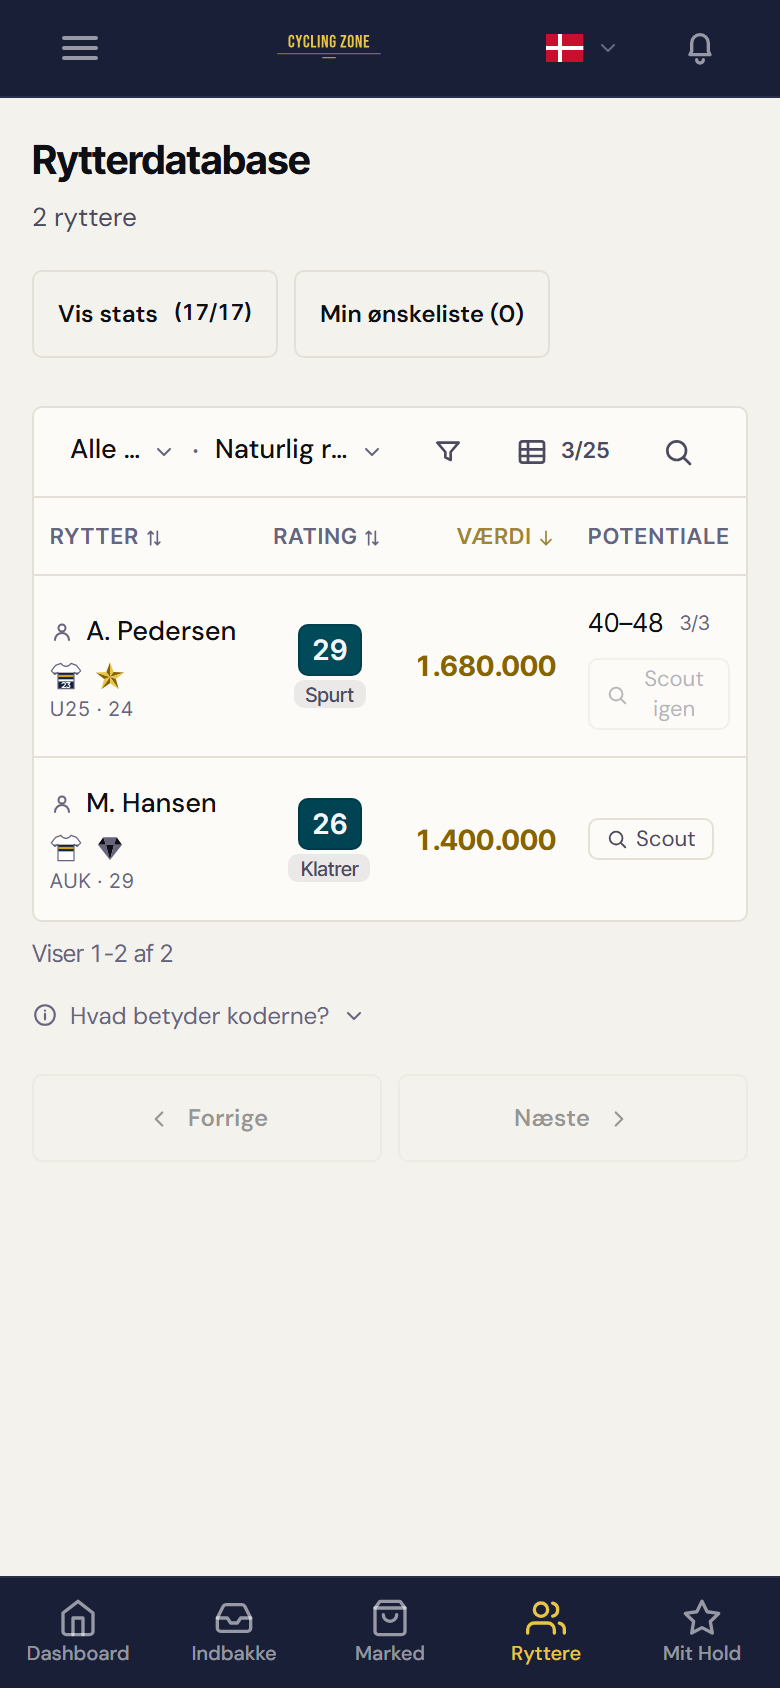 CYCLING ZONE
Rytterdatabase
2 ryttere
Vis stats (17/17)
Min ønskeliste (0)
Alle ... · Naturlig r... 3/25
RYTTER RATING VÆRDI POTENTIALE
A. Pedersen
23
U25 · 24
29
Spurt
1.680.000
40–48 3/3
Scout
igen
M. Hansen
AUK · 29
26
Klatrer
1.400.000
Scout
Viser 1-2 af 2
Hvad betyder koderne?
Forrige
Næste
Dashboard Indbakke Marked Ryttere Mit Hold